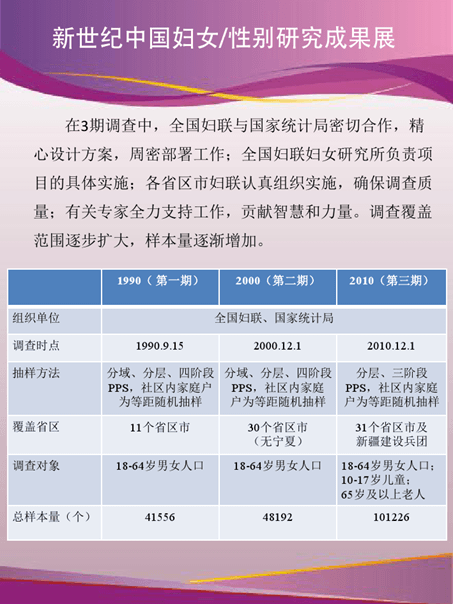 新世纪中国妇女/性别研究成果展
在3期调查中，全国妇联与国家统计局密切合作，精
心设计方案，周密部署工作；全国妇联妇女研究所负责项
目的具体实施；各省区市妇联认真组织实施，确保调查质
量；有关专家全力支持工作，贡献智慧和力量。调查覆盖
范围逐步扩大，样本量逐渐增加。
1990（第一期） 2000（第二期） 2010（第三期）
组织单位 全国妇联、国家统计局
调查时点 1990.9.15 2000.12.1 2010.12.1
抽样方法 分域、分层、四阶段 分域、分层、四阶段 分层、三阶段
PPS，社区内家庭户 PPS，社区内家庭 PPS，社区内家庭
为等距随机抽样 户为等距随机抽样 户为等距随机抽样
覆盖省区 11个省区市 30个省区市 31个省区市及
（无宁夏） 新疆建设兵团
调查对象 18-64岁男女人口 18-64岁男女人口 18-64岁男女人口；
10-17岁儿童；
65岁及以上老人
总样本量（个） 41556 48192 101226